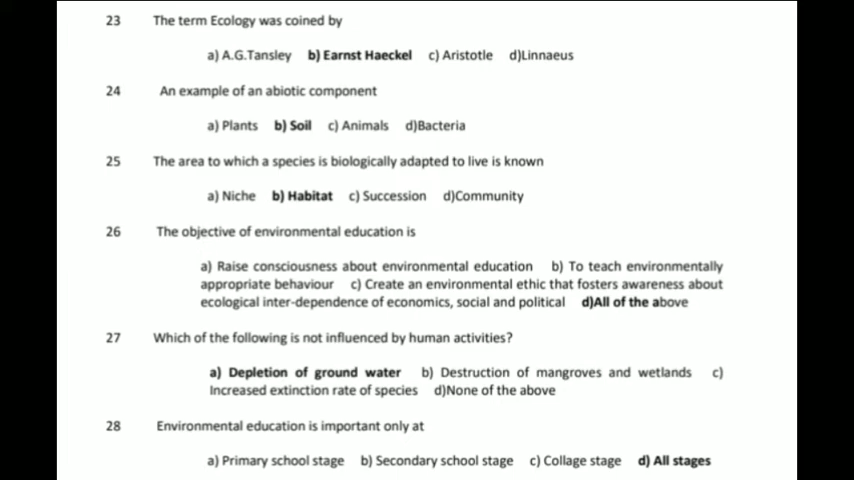 23 The term Ecology was coined by
a) A.G.Tansley b) Earnst Haeckel c) Aristotle d)Linnaeus
24 An example of an abiotic component
a) Plants b) Soil c) Animals d)Bacteria
25 The area to which a species is biologically adapted to live is known
a) Niche b) Habitat c) Succession d)Community
26 The objective of environmental education is
a) Raise consciousness about environmental education b) To teach environmentally
appropriate behaviour c) Create an environmental ethic that fosters awareness about
ecological inter-dependence of economics, social and political d)All of the above
27 Which of the following is not influenced by human activities?
a) Depletion of ground water b) Destruction of mangroves and wetlands c)
Increased extinction rate of species d)None of the above
28 Environmental education is important only at
a) Primary school stage b) Secondary school stage c) Collage stage d) All stages